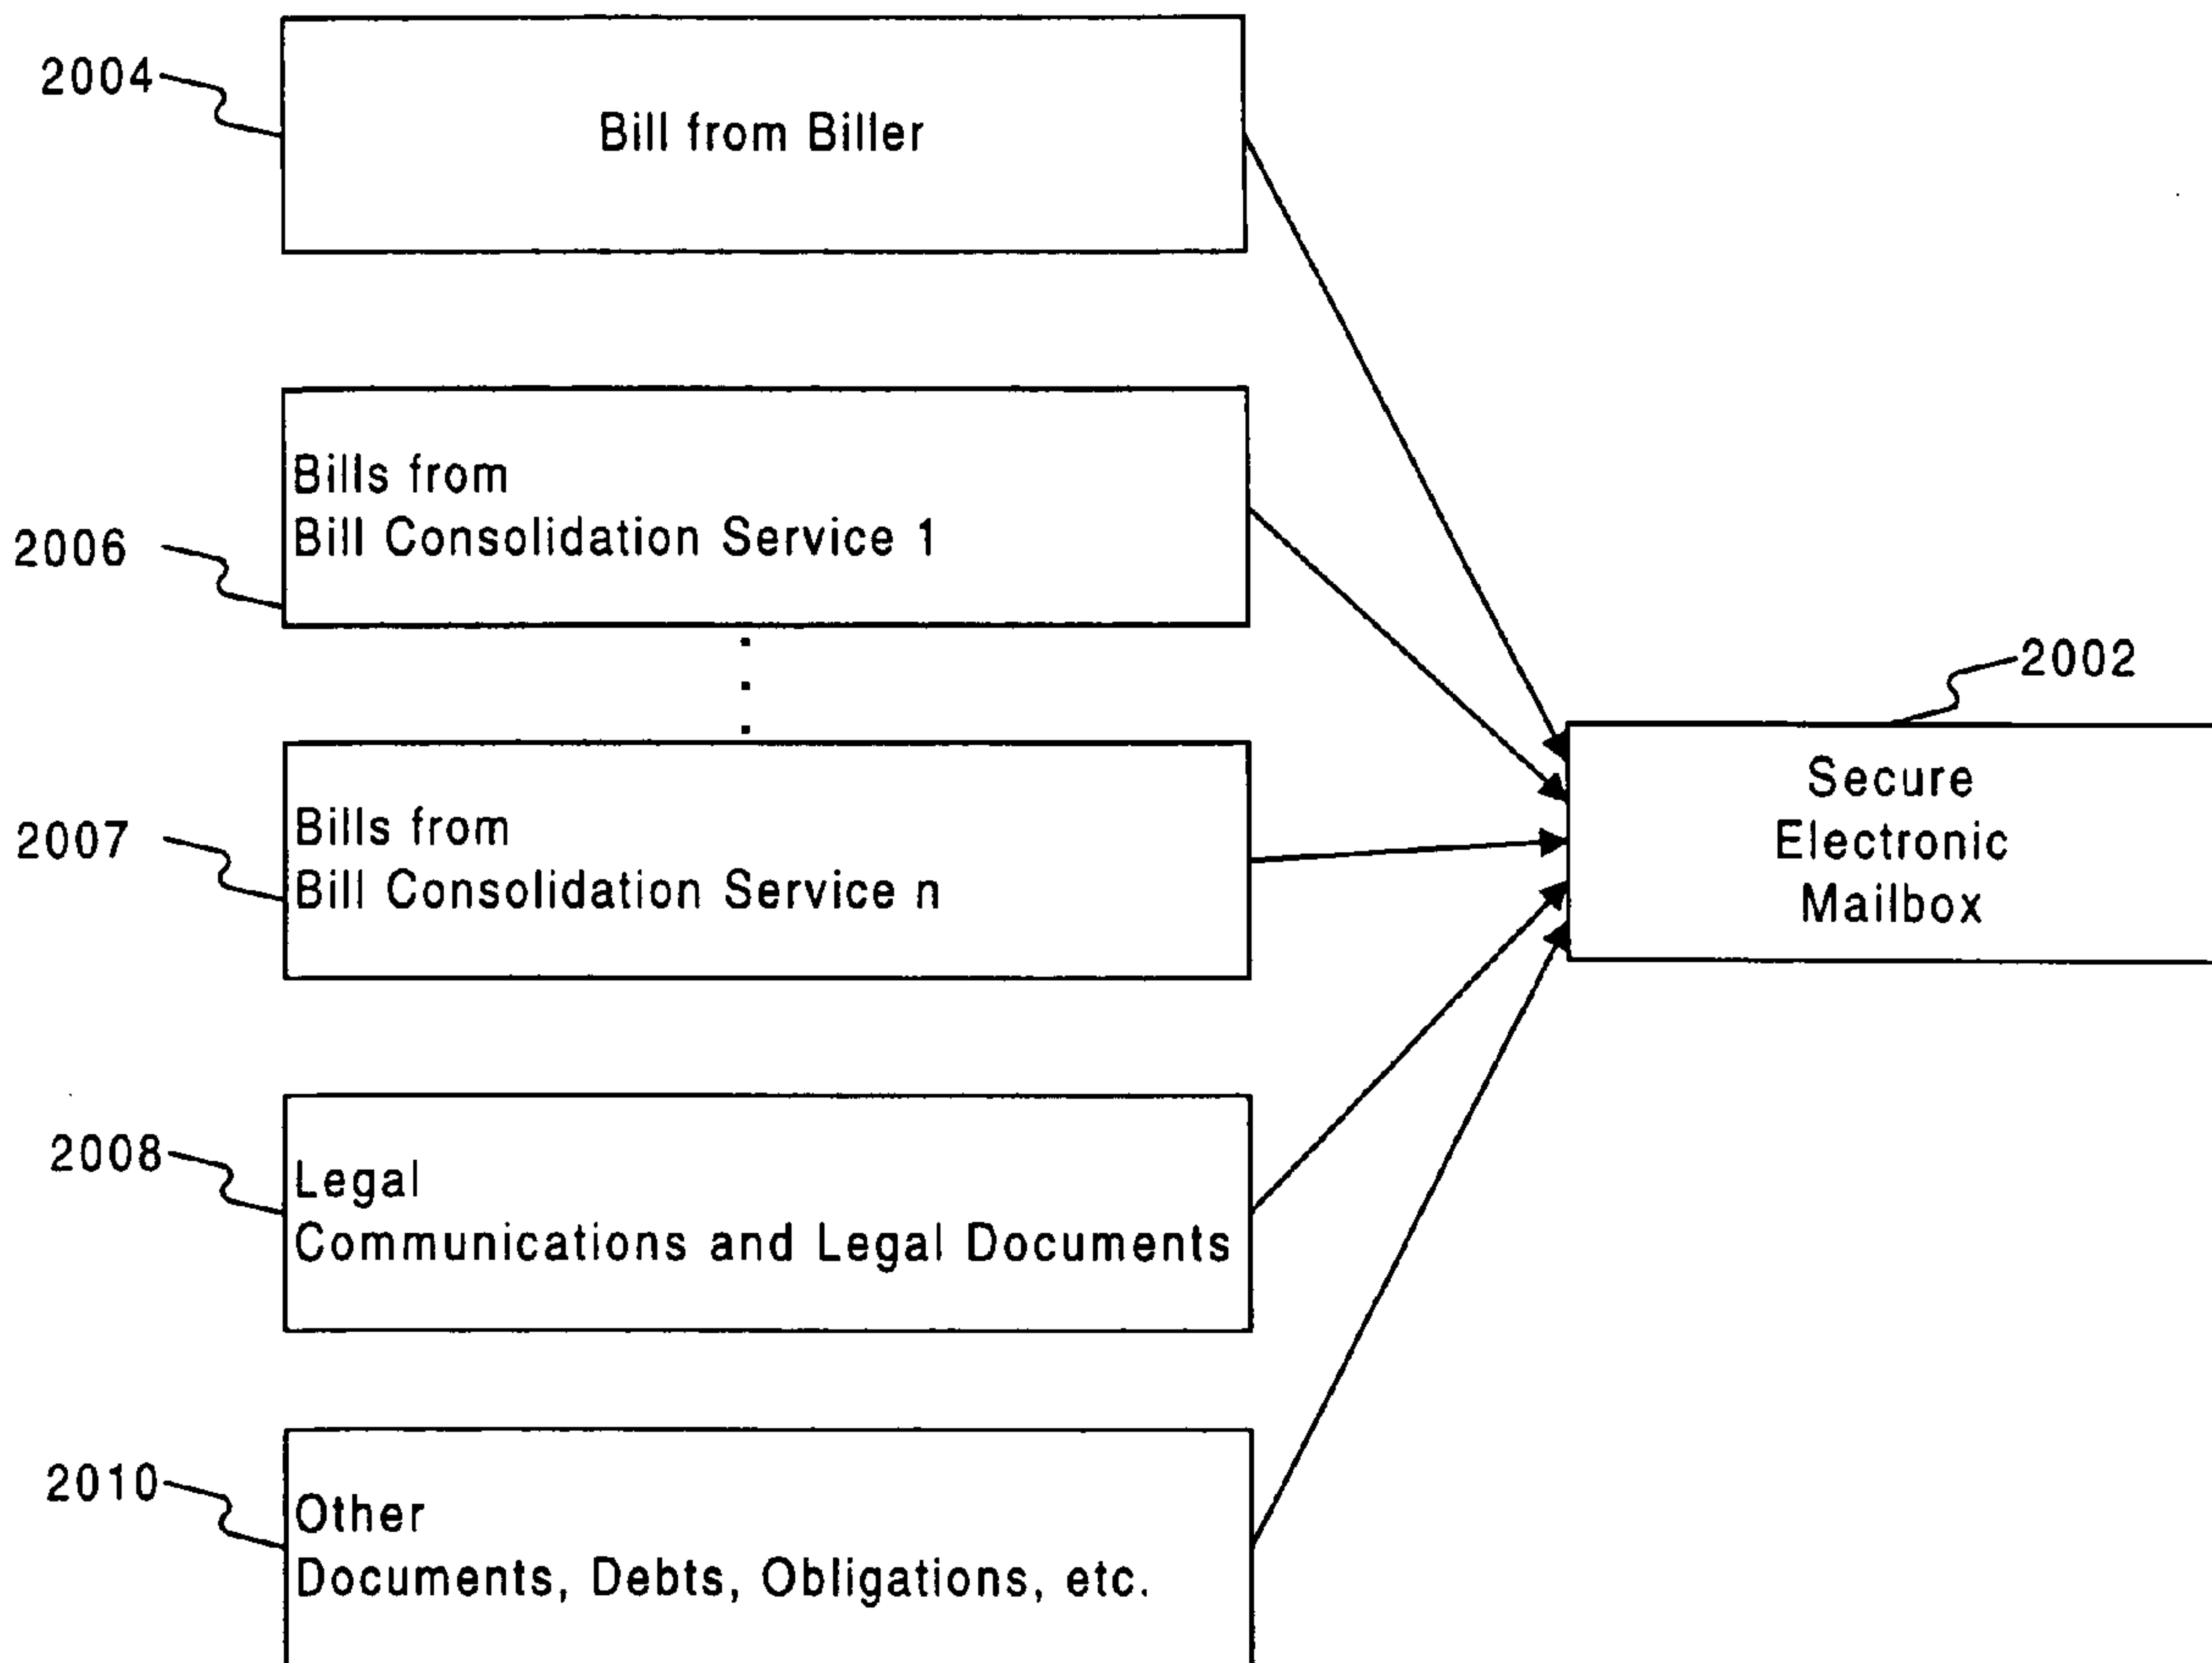 2004
Bill from Biller
2006
Bills from
Bill Consolidation Service 1
2002
Secure
Electronic
Mailbox
2007
Bills from
Bill Consolidation Service n
2008
Legal
Communications and Legal Documents
2010
Other
Documents, Debts, Obligations, etc.